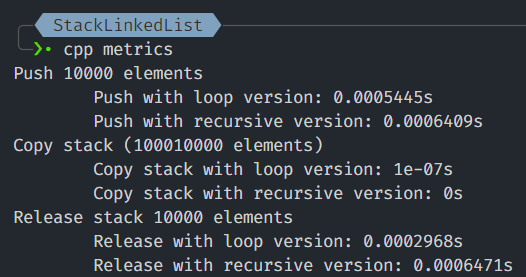 StackLinkedList
❯• cpp metrics
Push 10000 elements
Push with loop version: 0.0005445s
Push with recursive version: 0.0006409s
Copy stack (100010000 elements)
Copy stack with loop version: 1e-07s
Copy stack with recursive version: 0s
Release stack 10000 elements
Release with loop version: 0.0002968s
Release with recursive version: 0.0006471s